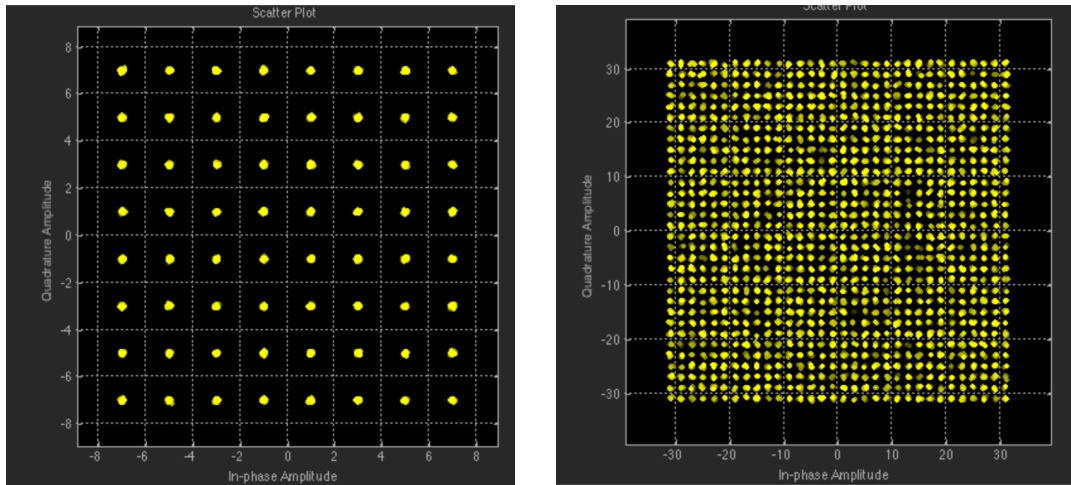 Scatter Plot
8
6
4
2
0
-2
-4
-6
-8
Quadrature Amplitude
-8 -6 -4 -2 0 2 4 6 8
In-phase Amplitude
Scatter Plot
30
20
10
0
-10
-20
-30
Quadrature Amplitude
-30 -20 -10 0 10 20 30
In-phase Amplitude